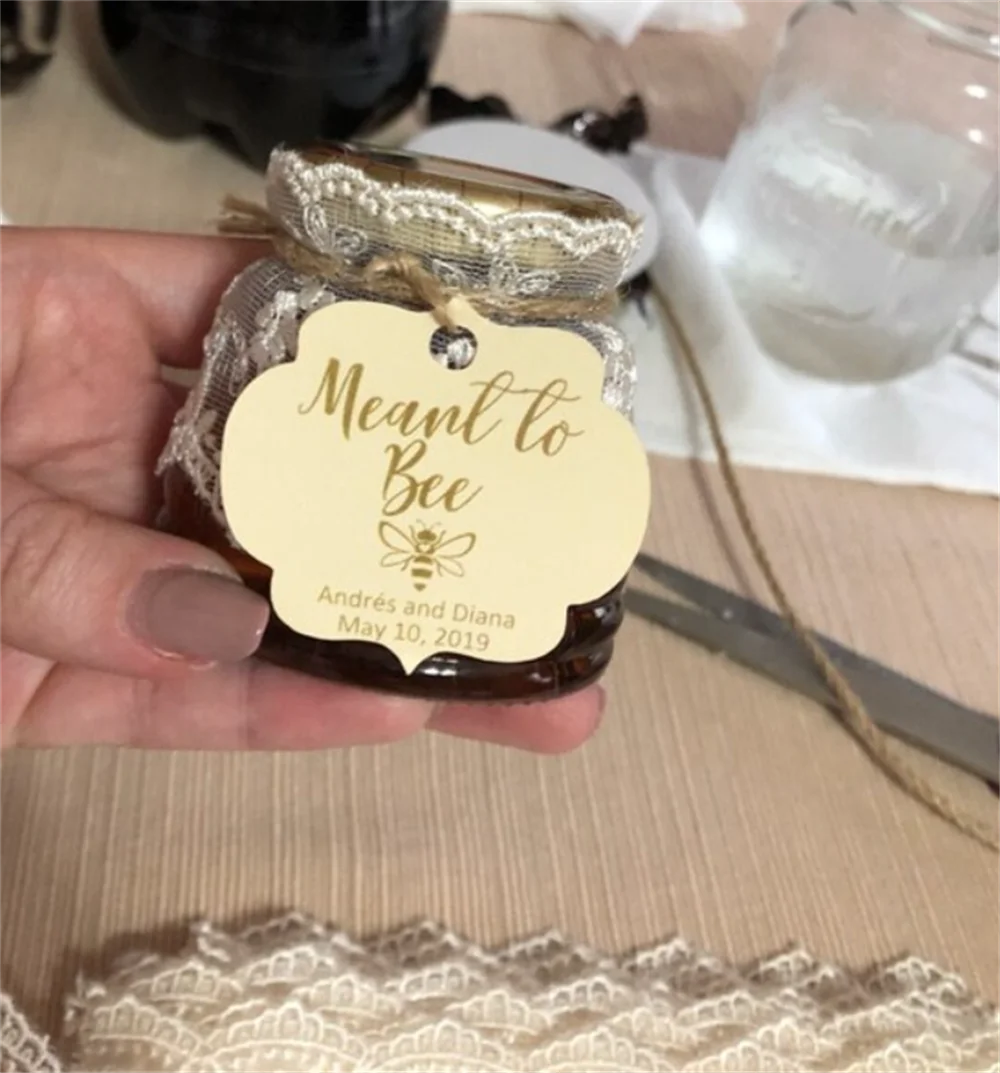 Meant to
Bee
Andrés and Diana
May 10, 2019